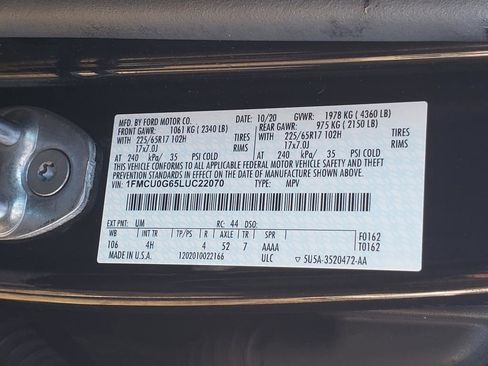 MFD. BY FORD MOTOR CO. 10/20 GVWR: 1978 KG (4360 LB)
FRONT GAWR: 1061 KG (2340 LB) REAR GAWR: 975 KG (2150 LB)
225/65R17 102H TIRES 225/65R17 102H TIRES
17x7.0J RIMS 17x7.0J RIMS
AT 240 kPa/ 35 PSI COLD AT 240 kPa/ 35 PSI COLD
THIS VEHICLE CONFORMS TO ALL APPLICABLE FEDERAL MOTOR VEHICLE SAFETY AND THEFT
PREVENTION STANDARDS IN EFFECT ON THE DATE OF MANUFACTURE SHOWN ABOVE.
VIN: 1FMCU0G65LUC22070 TYPE: MPV
EXT PNT: UM RC: 44 DSO:
WB INT TR TP/PS R AXLE TR SPR F0162
106 4H 4 52 7 AAAA T0162
MADE IN U.S.A. 1202010022166 ULC ▽ 5U5A-3520472-AA